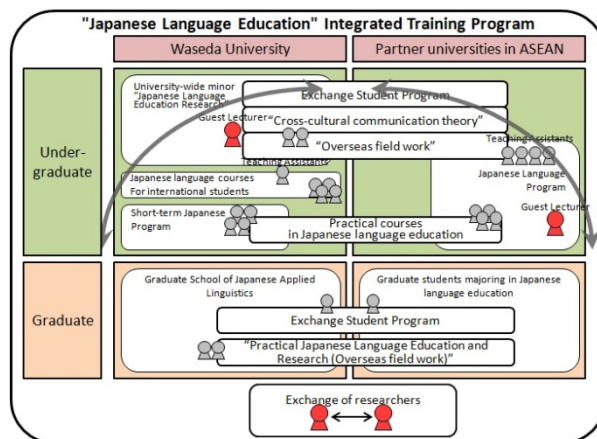 "Japanese Language Education" Integrated Training Program
Waseda University
Partner universities in ASEAN
Under-
graduate
University-wide minor
"Japanese Language
Education Research"
Exchange Student Program
Guest Lecturer
"Cross-cultural communication theory"
"Overseas field work"
Teaching Assistants
Teaching Assistants
Japanese Language
Program
Japanese language courses
For international students
Guest Lecturer
Short-term Japanese
Program
Practical courses
in Japanese language education
Graduate
Graduate School of Japanese Applied
Linguistics
Graduate students majoring in Japanese
language education
Exchange Student Program
"Practical Japanese Language Education and
Research (Overseas field work)"
Exchange of researchers